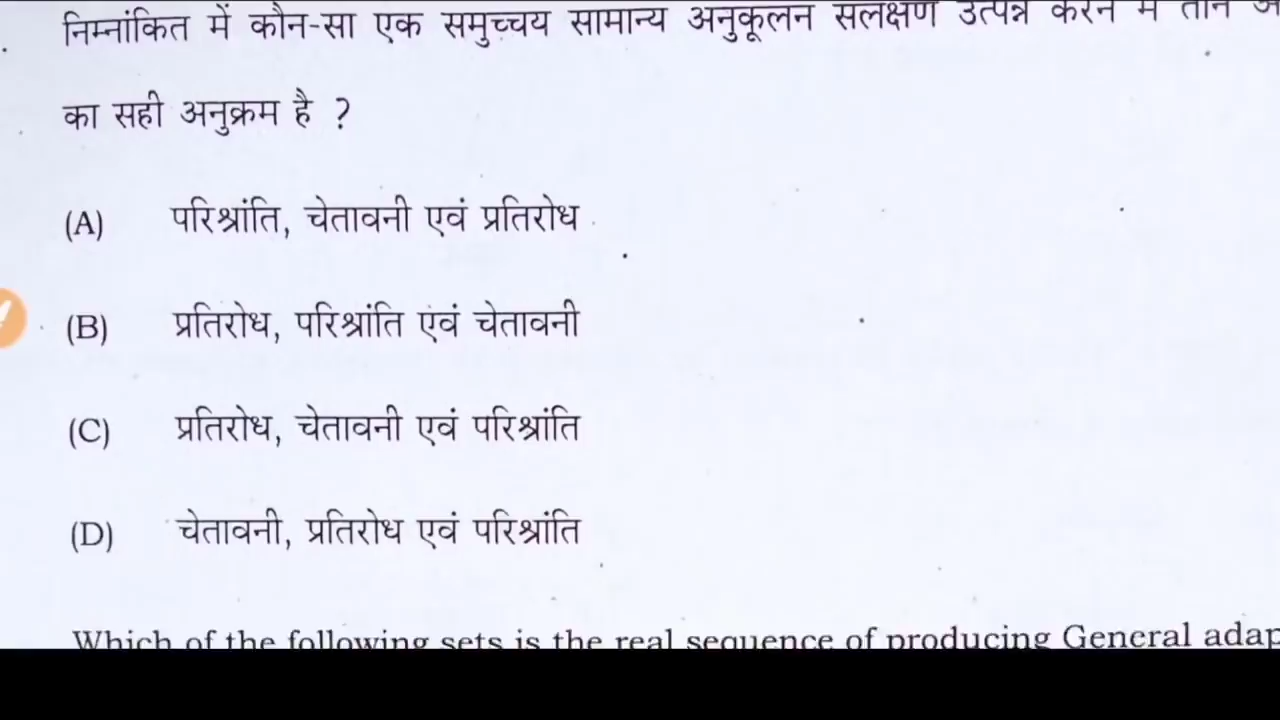 निम्नांकित में कौन-सा एक समुच्चय सामान्य अनुकूलन सलक्षण उत्पन्न करने में तीन
का सही अनुक्रम है ?
(A) परिश्रांति, चेतावनी एवं प्रतिरोध
(B) प्रतिरोध, परिश्रांति एवं चेतावनी
(C) प्रतिरोध, चेतावनी एवं परिश्रांति
(D) चेतावनी, प्रतिरोध एवं परिश्रांति
Which of the following sets is the real sequence of producing General